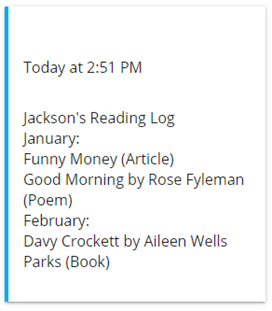 Today at 2:51 PM
Jackson's Reading Log
January:
Funny Money (Article)
Good Morning by Rose Fyleman
(Poem)
February:
Davy Crockett by Aileen Wells
Parks (Book)